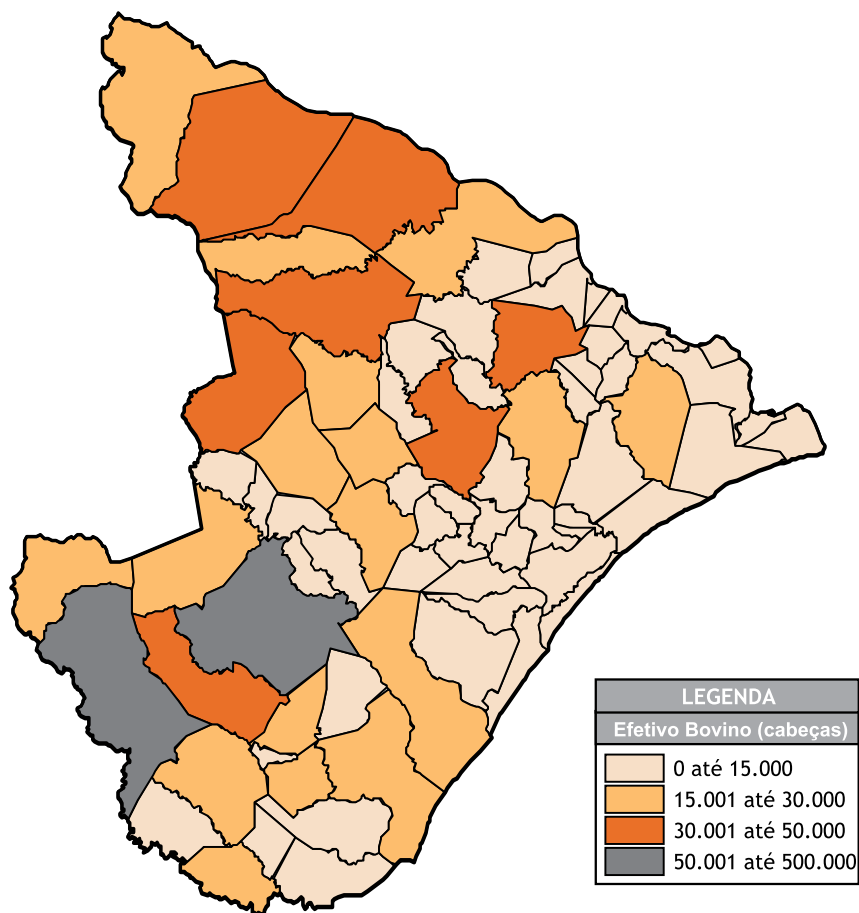 LEGENDA
Efetivo Bovino (cabeças)
0 até 15.000
15.001 até 30.000
30.001 até 50.000
50.001 até 500.000